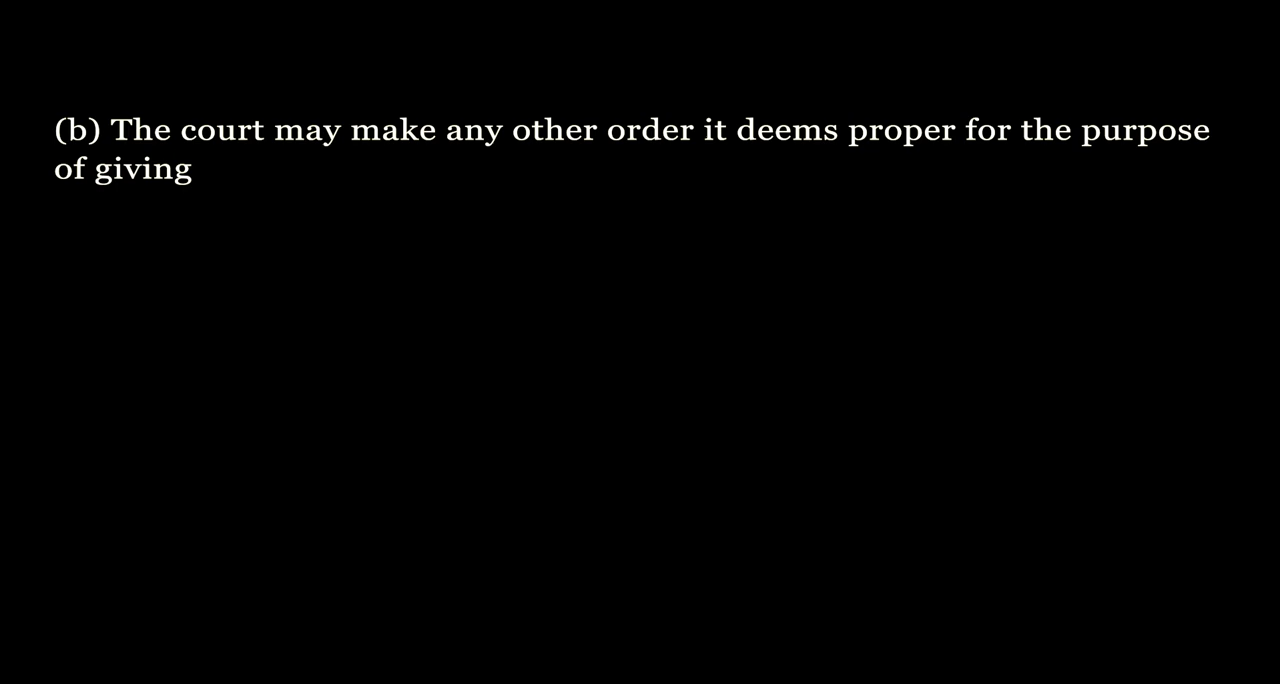 (b) The court may make any other order it deems proper for the purpose
of giving